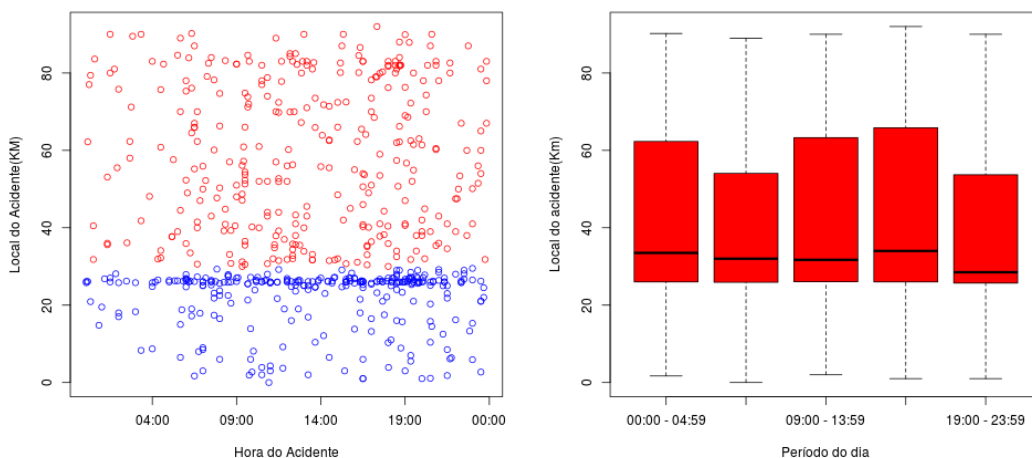 Local do Acidente(KM)
80
60
40
20
0
04:00 09:00 14:00 19:00 00:00
Hora do Acidente
Local do acidente(Km)
80
60
40
20
0
00:00 - 04:59 09:00 - 13:59 19:00 - 23:59
Período do dia